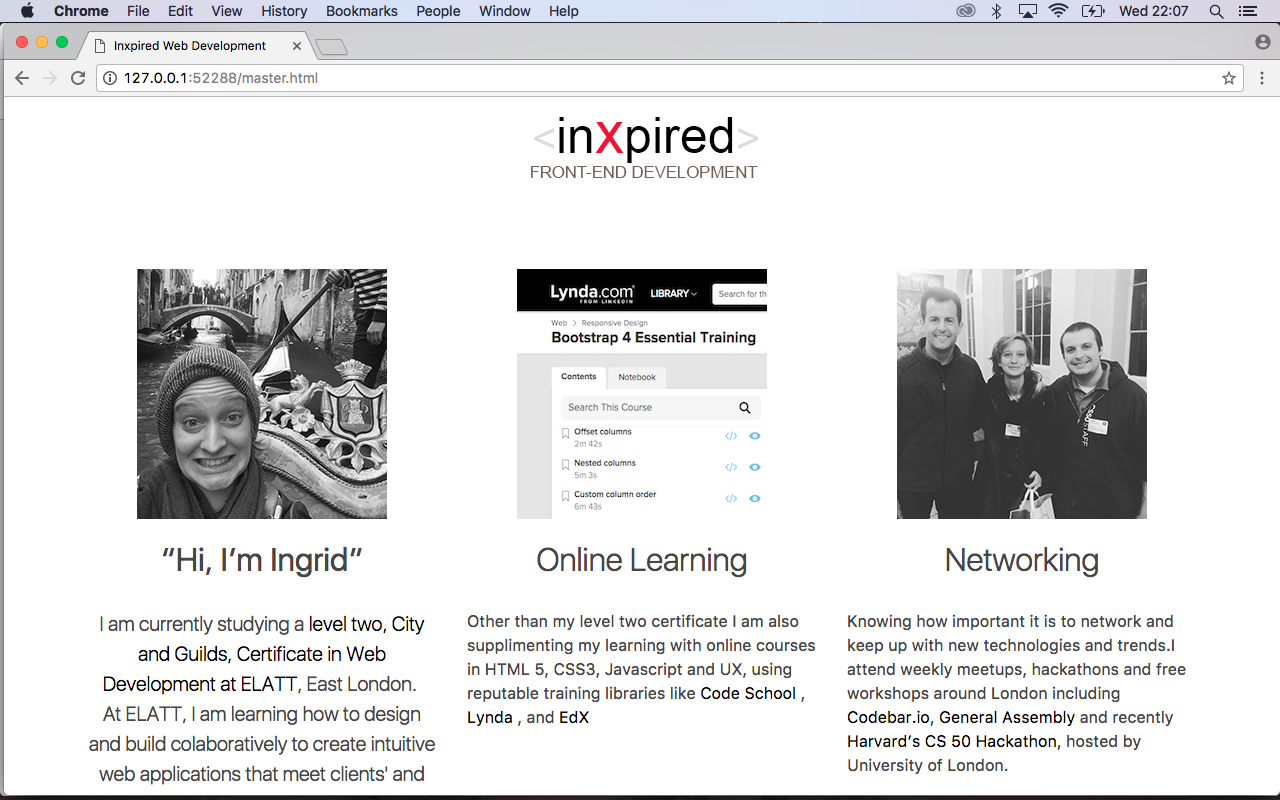 Chrome File Edit View History Bookmarks People Window Help Wed 22:07
Inxpired Web Development
127.0.0.1:52288/master.html
<inXpired>
FRONT-END DEVELOPMENT
Lynda.com LIBRARY Search for th
FROM LINKEDIN
Web > Responsive Design
Bootstrap 4 Essential Training
Contents Notebook
Search This Course
Offset columns
2m 42s
Nested columns
5m 3s
Custom column order
6m 43s
STAFF
“Hi, I’m Ingrid”
I am currently studying a level two, City
and Guilds, Certificate in Web
Development at ELATT, East London.
At ELATT, I am learning how to design
and build colaboratively to create intuitive
web applications that meet clients' and
Online Learning
Other than my level two certificate I am also
supplimenting my learning with online courses
in HTML 5, CSS3, Javascript and UX, using
reputable training libraries like Code School ,
Lynda , and EdX
Networking
Knowing how important it is to network and
keep up with new technologies and trends.I
attend weekly meetups, hackathons and free
workshops around London including
Codebar.io, General Assembly and recently
Harvard’s CS 50 Hackathon, hosted by
University of London.